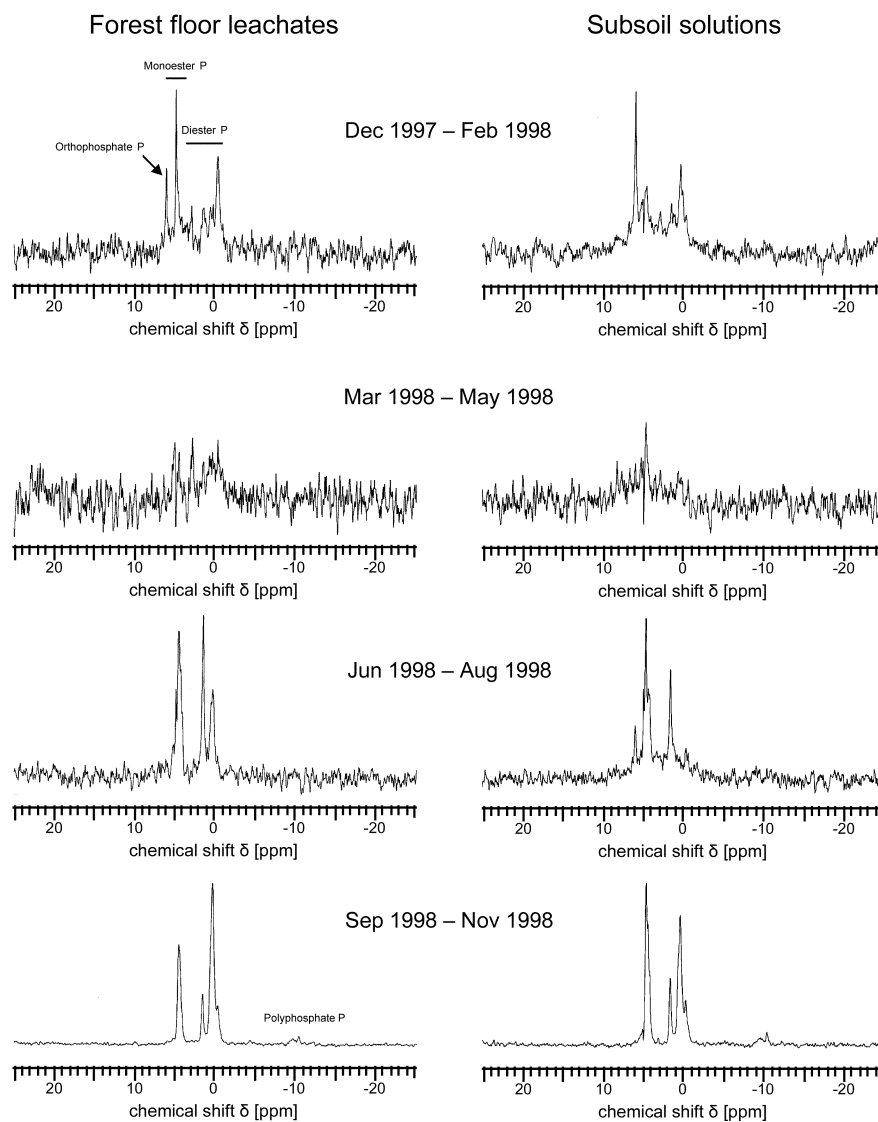 Forest floor leachates
Subsoil solutions
Monoester P
Diester P
Orthophosphate P
Dec 1997 – Feb 1998
20 10 0 -10 -20
20 10 0 -10 -20
chemical shift δ [ppm]
chemical shift δ [ppm]
Mar 1998 – May 1998
20 10 0 -10 -20
20 10 0 -10 -20
chemical shift δ [ppm]
chemical shift δ [ppm]
Jun 1998 – Aug 1998
20 10 0 -10 -20
20 10 0 -10 -20
chemical shift δ [ppm]
chemical shift δ [ppm]
Sep 1998 – Nov 1998
Polyphosphate P
20 10 0 -10 -20
20 10 0 -10 -20
chemical shift δ [ppm]
chemical shift δ [ppm]